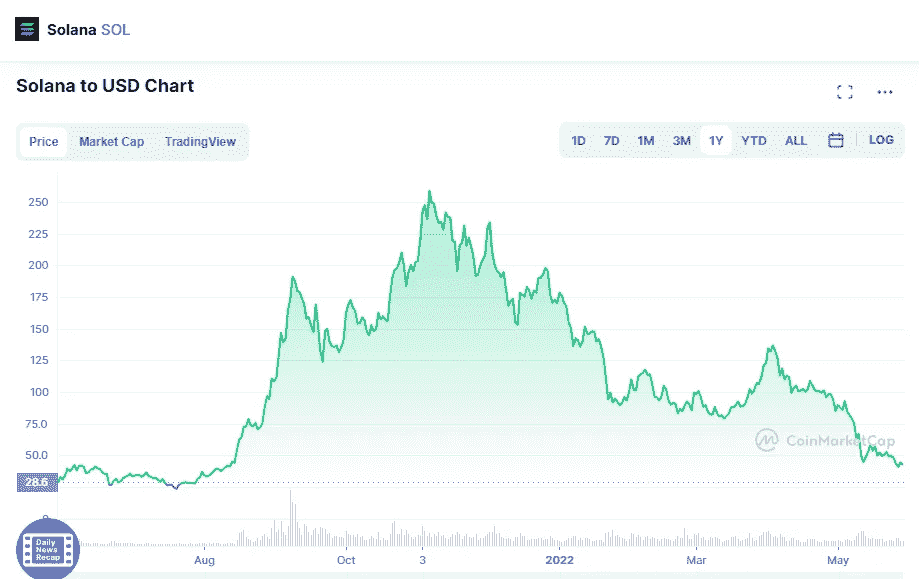 Solana SOL
Solana to USD Chart
Price Market Cap TradingView
1D 7D 1M 3M 1Y YTD ALL LOG
250
225
200
175
150
125
100
75.0
50.0
28.6
Daily
News
Recap
CoinMarketCap
Aug Oct 3 2022 Mar May